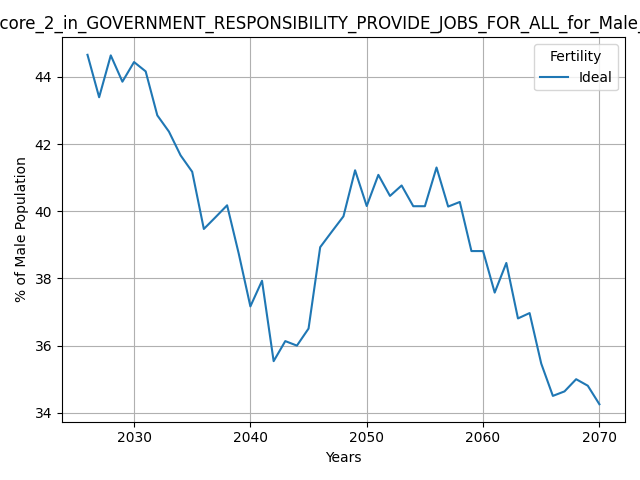 core_2_in_GOVERNMENT_RESPONSIBILITY_PROVIDE_JOBS_FOR_ALL_for_Male_
Fertility
Ideal
44
42
40
38
36
34
% of Male Population
2030 2040 2050 2060 2070
Years